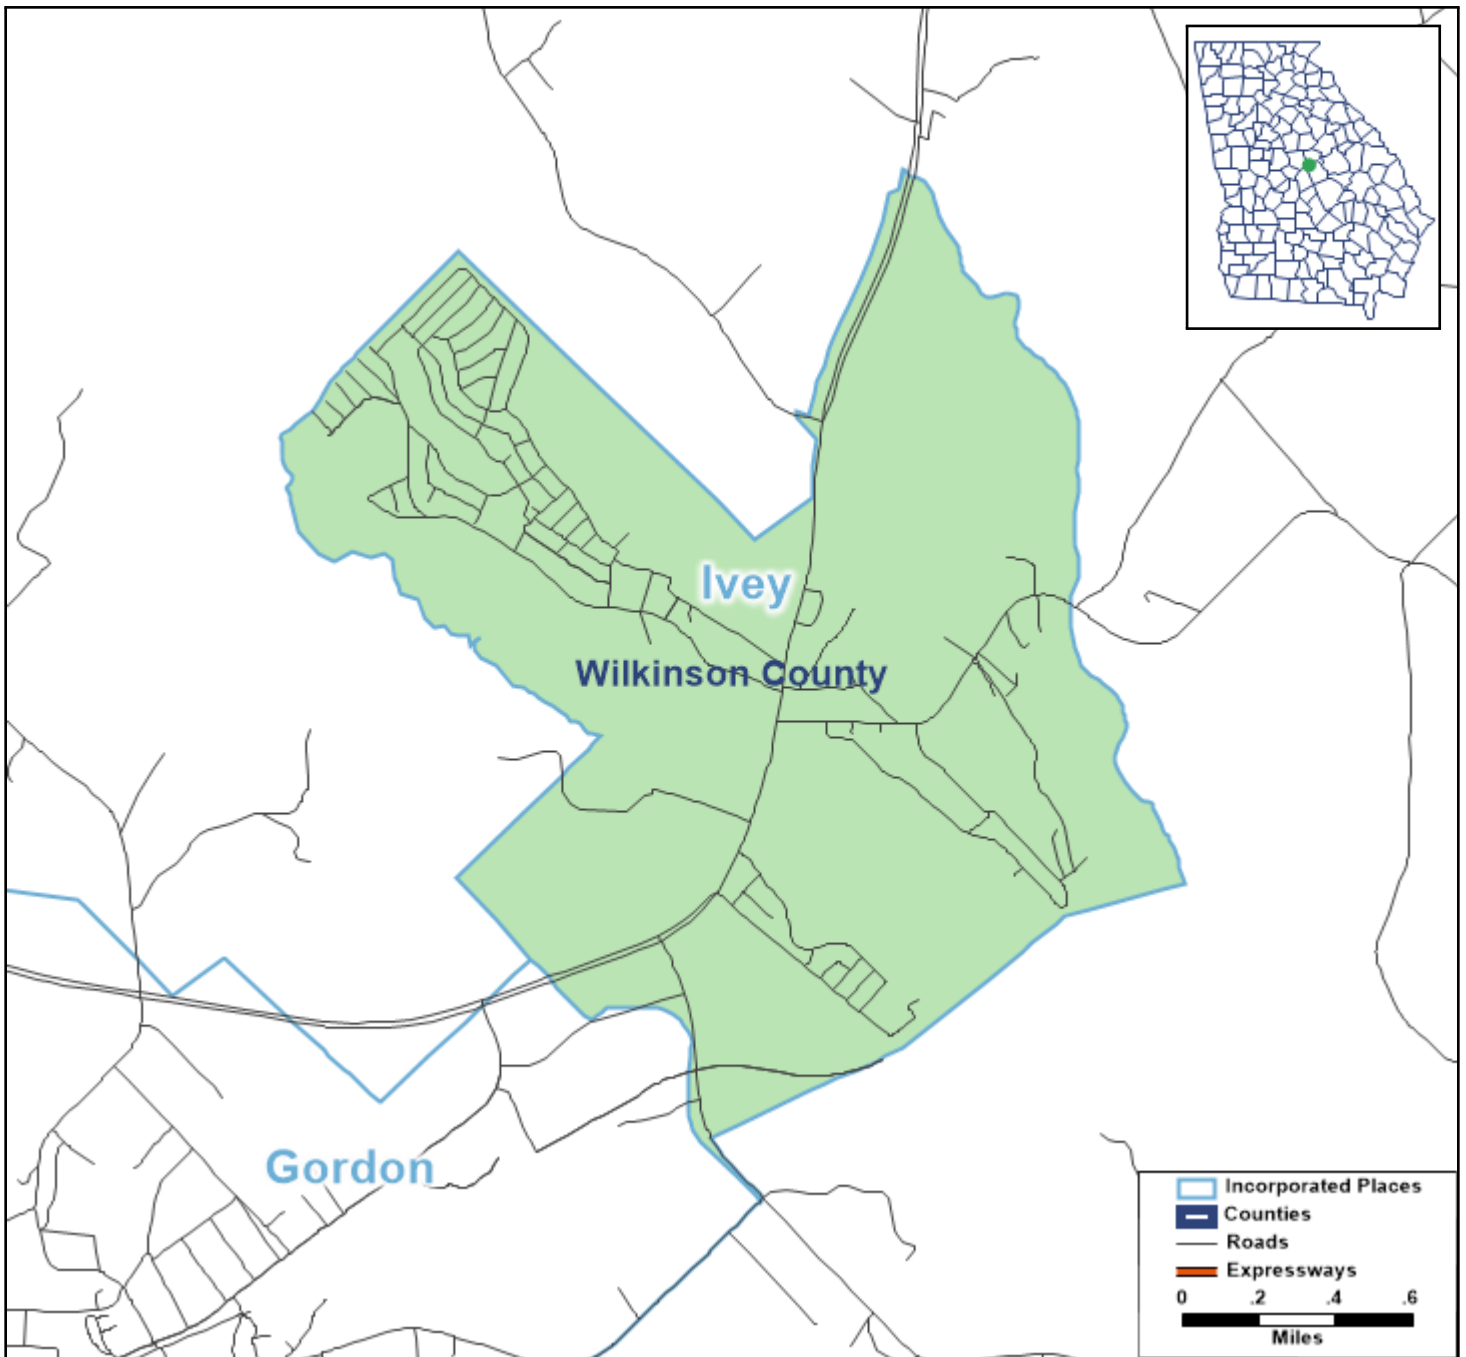 Ivey
Wilkinson County
Gordon
Incorporated Places
Counties
Roads
Expressways
0 .2 .4 .6
Miles